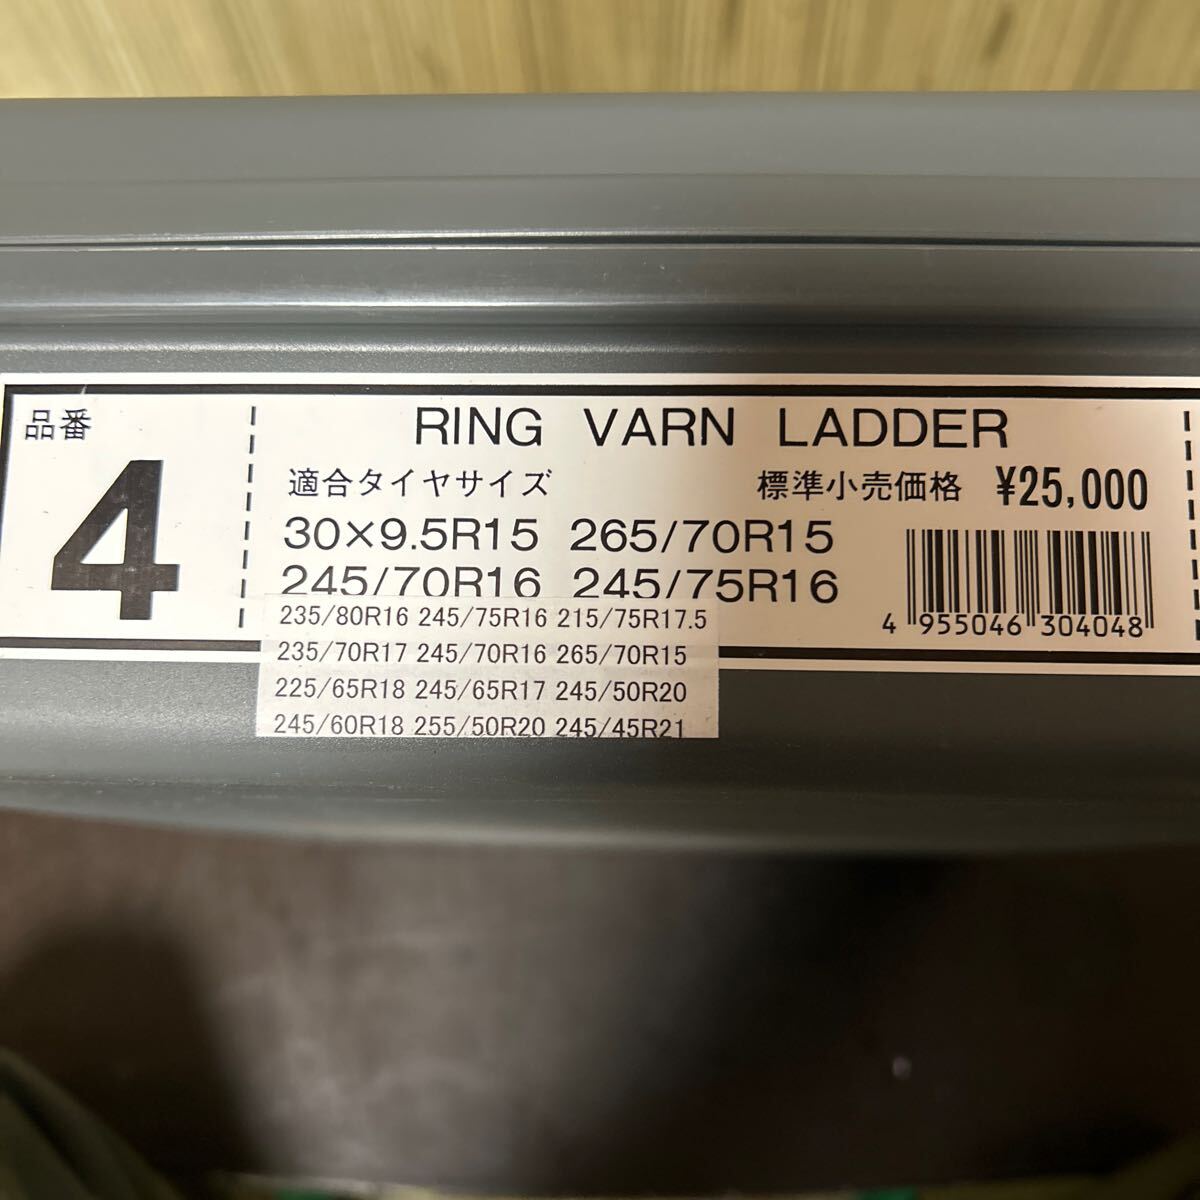 品番
4
RING VARN LADDER
適合タイヤサイズ
標準小売価格 ¥25,000
30×9.5R15 265/70R15
245/70R16 245/75R16
4 955046 304048
235/80R16 245/75R16 215/75R17.5
235/70R17 245/70R16 265/70R15
225/65R18 245/65R17 245/50R20
245/60R18 255/50R20 245/45R21